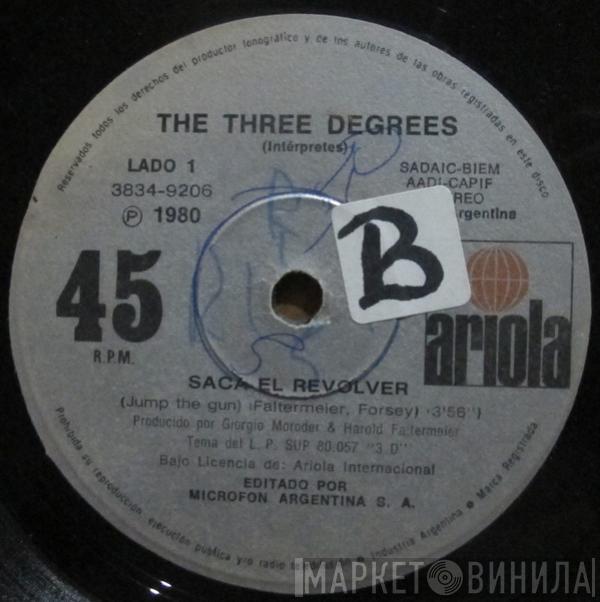 Reservados todos los derechos del productor fonográfico y de los autores de las obras registradas en este disco
THE THREE DEGREES
(Intérpretes)
LADO 1
3834-9206
Ⓟ 1980
SADAIC-BIEM
AADI-CAPIF
EREO
rgentina
B
45
R.P.M.
ariola
SACA EL REVOLVER
(Jump the gun) (Faltermeier, Forsey) (3'56")
Producido por Giorgio Moroder & Harold Faltermeier
Tema del L. P. SUP 80.057 "3 D"
Bajo Licencia de: Ariola Internacional
EDITADO POR
MICROFON ARGENTINA S. A.
Prohibida su reproducción, ejecución pública y/o radio • Industria Argentina • Marca Registrada
МАРКЕТ ВИНИЛА!